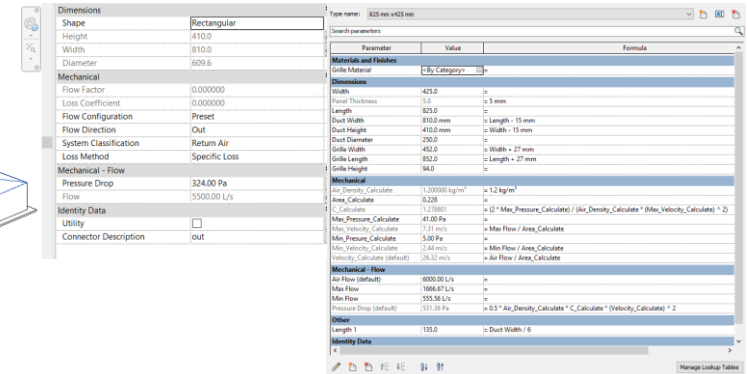 Dimensions
Shape Rectangular
Height 410.0
Width 810.0
Diameter 609.6
Mechanical
Flow Factor 0.000000
Loss Coefficient 0.000000
Flow Configuration Preset
Flow Direction Out
System Classification Return Air
Loss Method Specific Loss
Mechanical - Flow
Pressure Drop 324.00 Pa
Flow 5500.00 L/s
Identity Data
Utility
Connector Description out
Type name: 825 mm x425 mm
Search parameters
Parameter Value Formula
Materials and Finishes
Grille Material <By Category> =
Dimensions
Width 425.0 =
Panel Thickness 5.0 = 5 mm
Length 825.0 =
Duct Width 810.0 mm = Length - 15 mm
Duct Height 410.0 mm = Width - 15 mm
Duct Diameter 250.0 =
Grille Width 452.0 = Width + 27 mm
Grille Length 852.0 = Length + 27 mm
Grille Height 94.0 =
Mechanical
Air_Density_Calculate 1.200000 kg/m³ = 1.2 kg/m³
Area_Calculate 0.228 =
C_Calculate 1.278801 = (2 * Max_Pressure_Calculate) / (Air_Density_Calculate * (Max_Velocity_Calculate) ^ 2)
Max_Pressure_Calculate 41.00 Pa =
Max_Velocity_Calculate 7.31 m/s = Max Flow / Area_Calculate
Min_Presure_Calculate 5.00 Pa =
Min_Velocity_Calculate 2.44 m/s = Min Flow / Area_Calculate
Velocity_Calculate (default) 26.32 m/s = Air Flow / Area_Calculate
Mechanical - Flow
Air Flow (default) 6000.00 L/s =
Max Flow 1666.67 L/s =
Min Flow 555.56 L/s =
Pressure Drop (default) 531.36 Pa = 0.5 * Air_Density_Calculate * C_Calculate * (Velocity_Calculate) ^ 2
Other
Length 1 135.0 = Duct Width / 6
Identity Data
Manage Lookup Tables